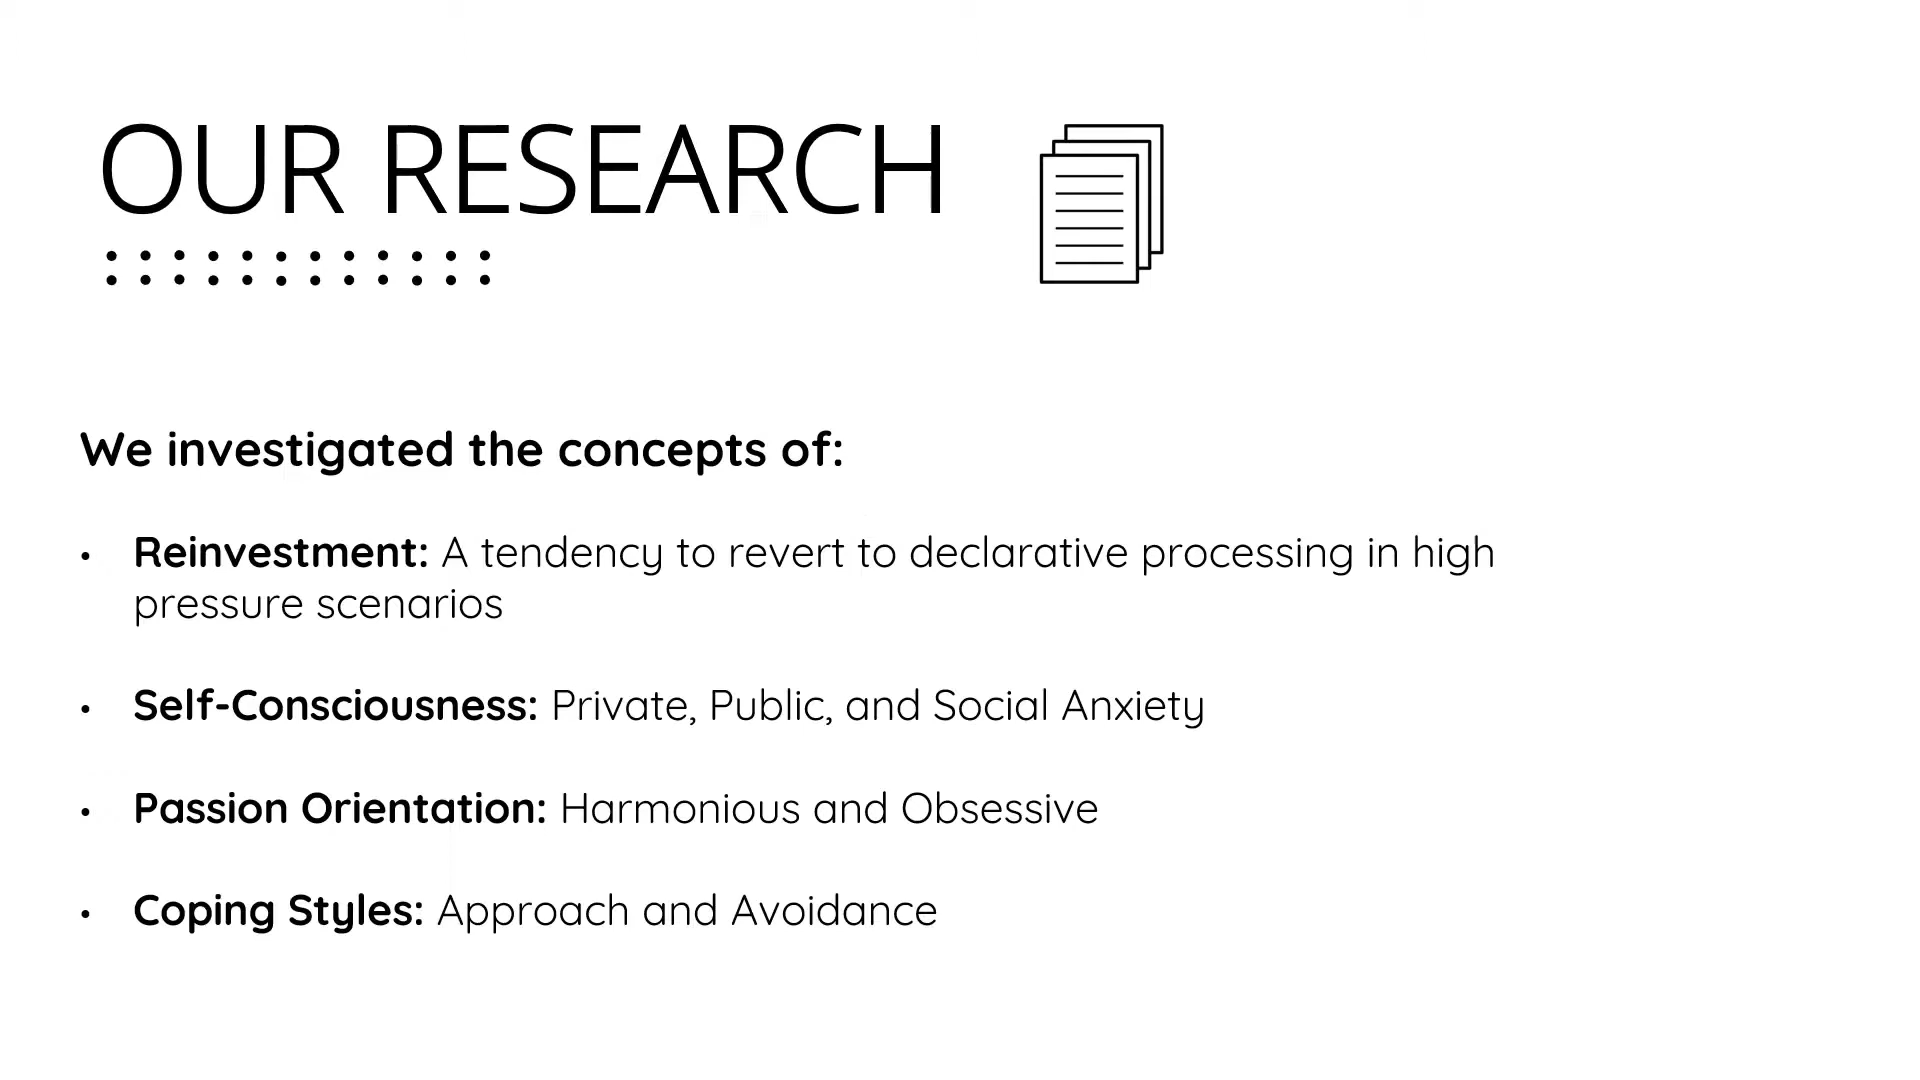 OUR RESEARCH
We investigated the concepts of:
• Reinvestment: A tendency to revert to declarative processing in high
pressure scenarios
• Self-Consciousness: Private, Public, and Social Anxiety
• Passion Orientation: Harmonious and Obsessive
• Coping Styles: Approach and Avoidance